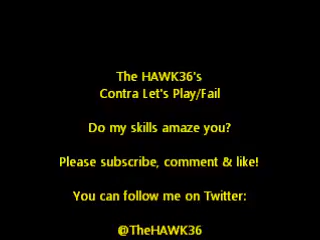 The HAWK36's
Contra Let's Play/Fail
Do my skills amaze you?
Please subscribe, comment & like!
You can follow me on Twitter:
@TheHAWK36